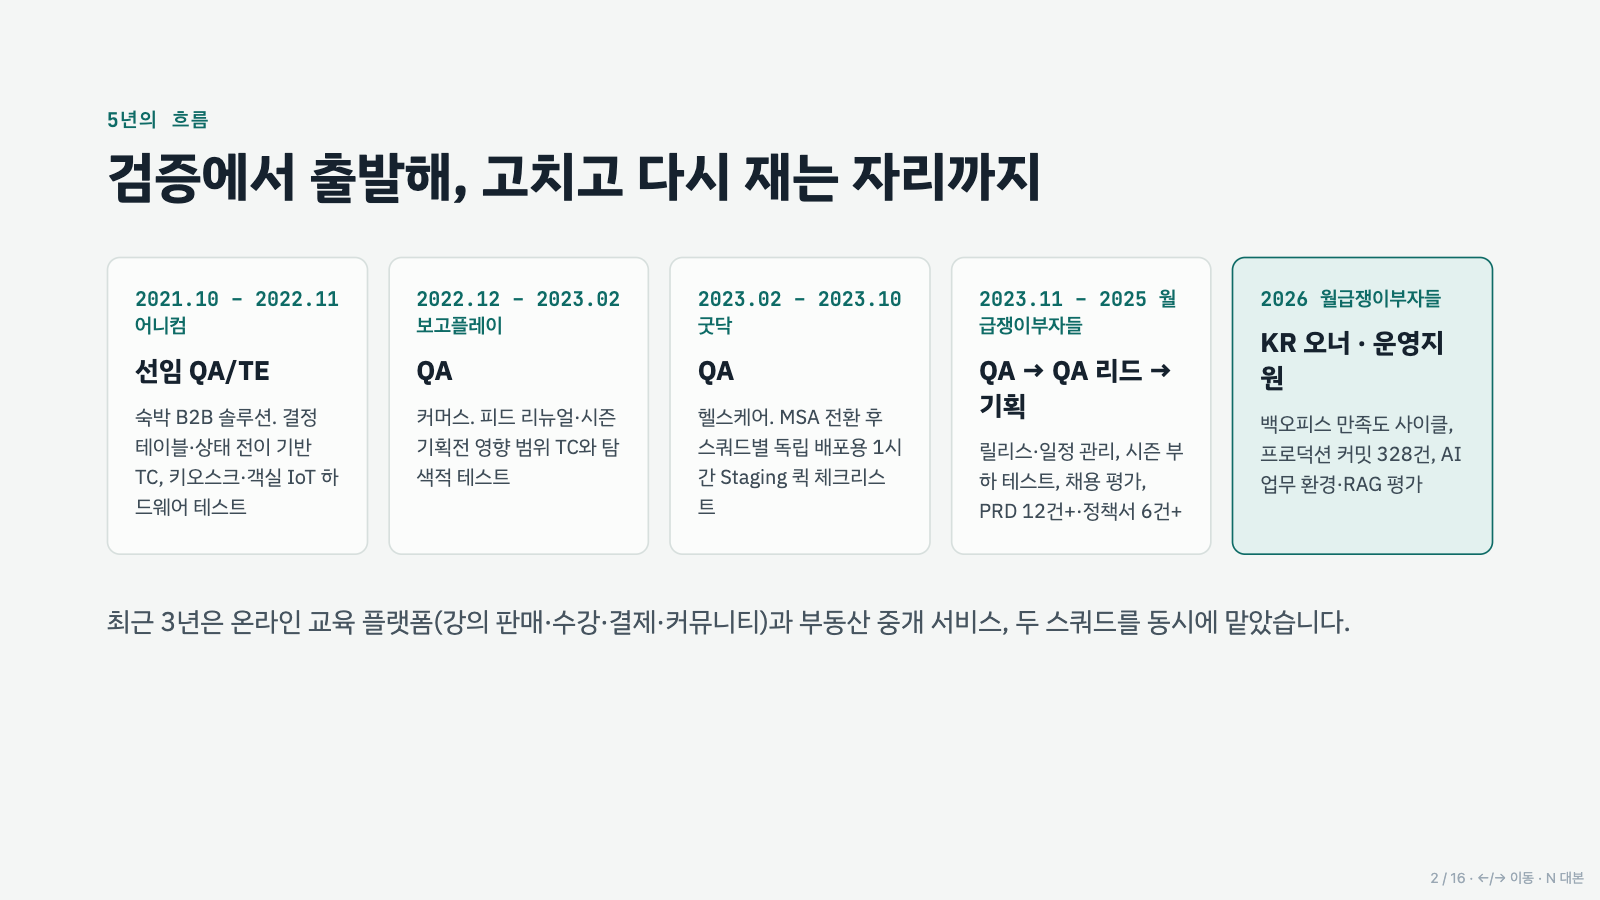 5년의 흐름
검증에서 출발해, 고치고 다시 재는 자리까지
2021.10 – 2022.11
어니컴
선임 QA/TE
숙박 B2B 솔루션. 결정
테이블·상태 전이 기반
TC, 키오스크·객실 IoT 하
드웨어 테스트
2022.12 – 2023.02
보고플레이
QA
커머스. 피드 리뉴얼·시즌
기획전 영향 범위 TC와 탐
색적 테스트
2023.02 – 2023.10
굿닥
QA
헬스케어. MSA 전환 후
스쿼드별 독립 배포용 1시
간 Staging 퀵 체크리스
트
2023.11 – 2025 월
급쟁이부자들
QA → QA 리드 →
기획
릴리스·일정 관리, 시즌 부
하 테스트, 채용 평가,
PRD 12건+·정책서 6건+
2026 월급쟁이부자들
KR 오너 · 운영지
원
백오피스 만족도 사이클,
프로덕션 커밋 328건, AI
업무 환경·RAG 평가
최근 3년은 온라인 교육 플랫폼(강의 판매·수강·결제·커뮤니티)과 부동산 중개 서비스, 두 스쿼드를 동시에 맡았습니다.
2 / 16 · ←/→ 이동 · N 대본